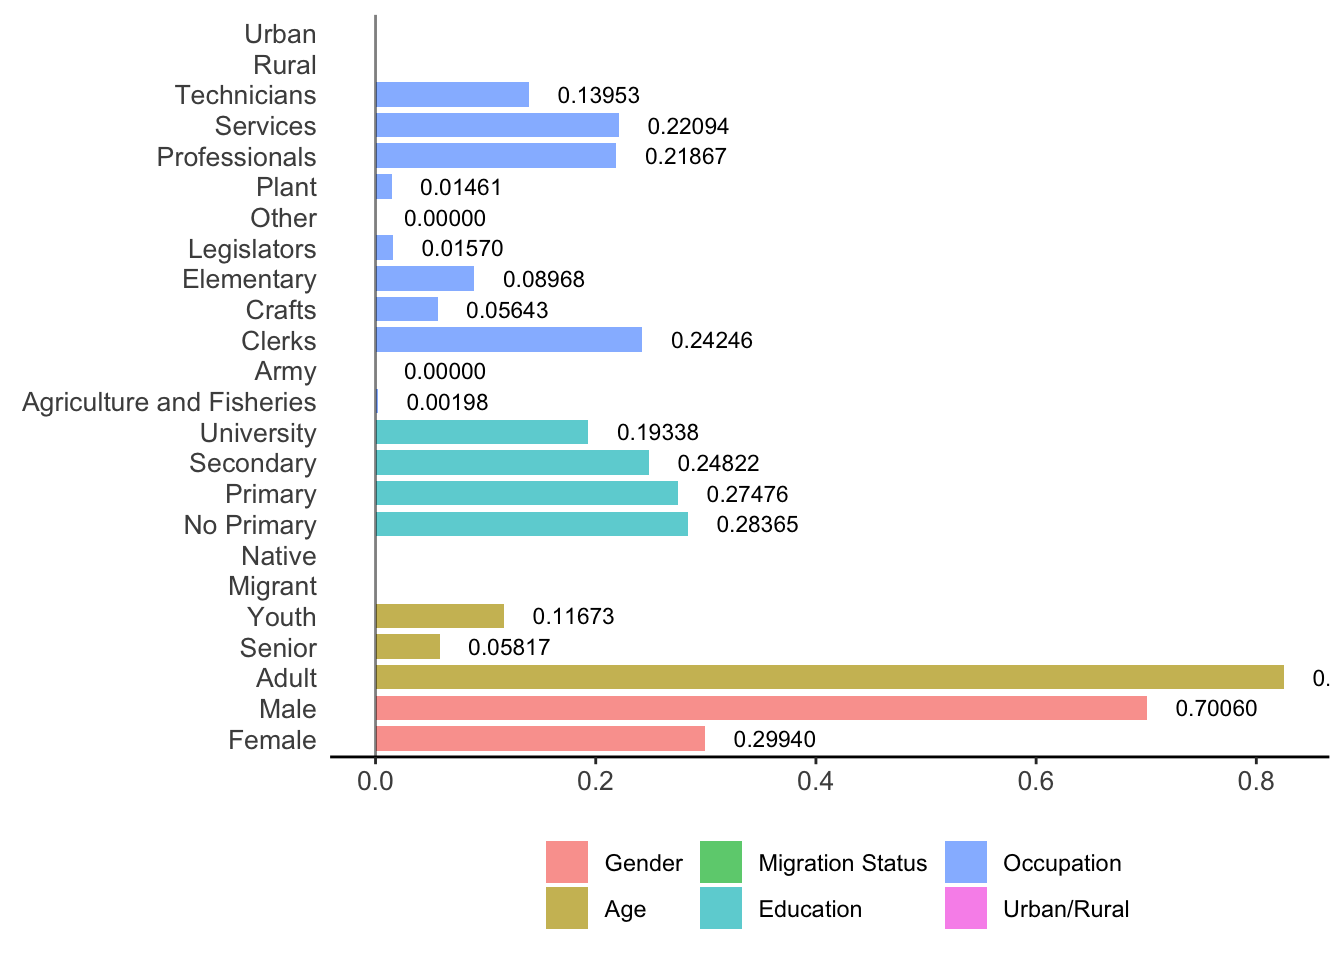 Urban
Rural
Technicians 0.13953
Services 0.22094
Professionals 0.21867
Plant 0.01461
Other 0.00000
Legislators 0.01570
Elementary 0.08968
Crafts 0.05643
Clerks 0.24246
Army 0.00000
Agriculture and Fisheries 0.00198
University 0.19338
Secondary 0.24822
Primary 0.27476
No Primary 0.28365
Native
Migrant
Youth 0.11673
Senior 0.05817
Adult 0.
Male 0.70060
Female 0.29940
0.0 0.2 0.4 0.6 0.8
Gender Migration Status Occupation
Age Education Urban/Rural